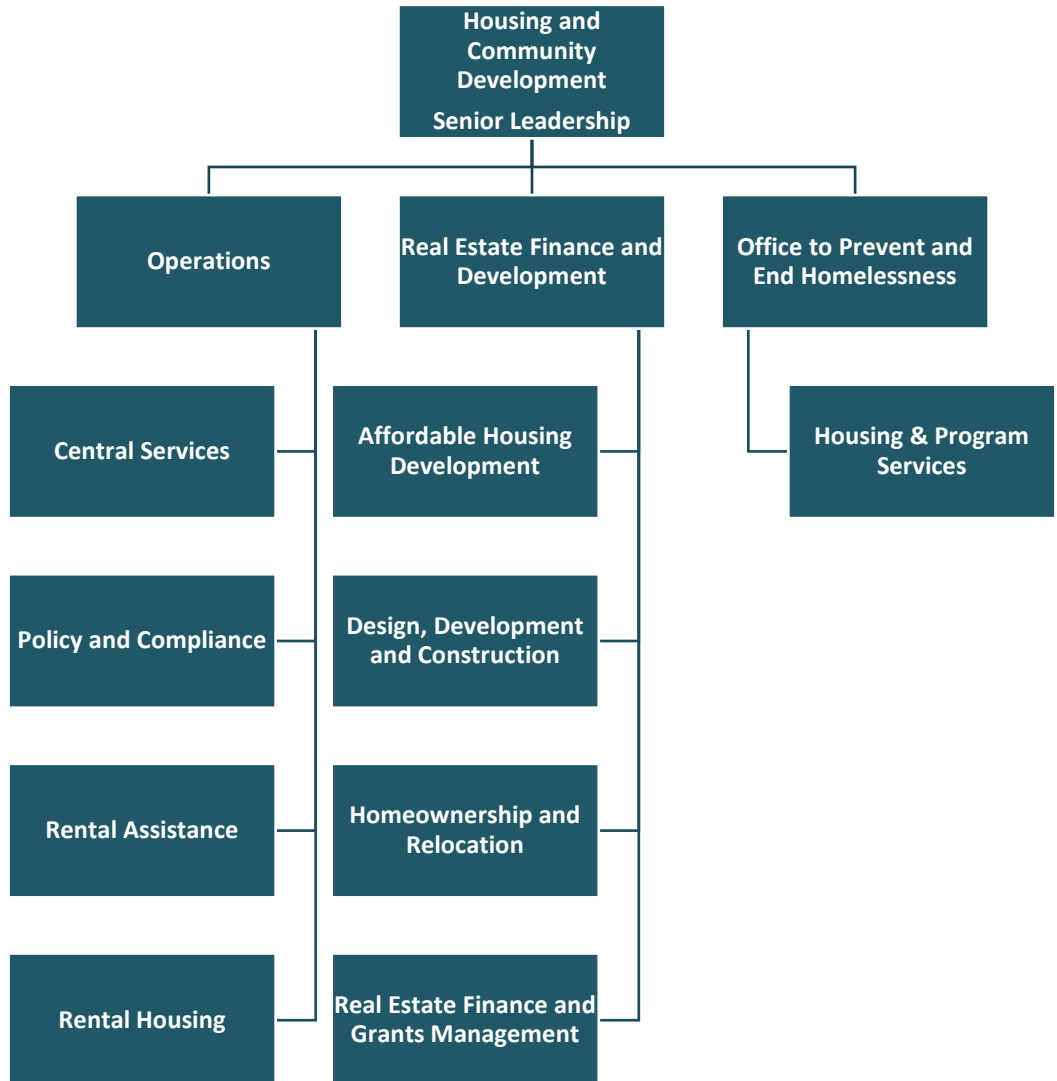 Housing and
Community
Development
Senior Leadership
Operations
Real Estate Finance and
Development
Office to Prevent and
End Homelessness
Central Services
Affordable Housing
Development
Housing & Program
Services
Policy and Compliance
Design, Development
and Construction
Rental Assistance
Homeownership and
Relocation
Rental Housing
Real Estate Finance and
Grants Management